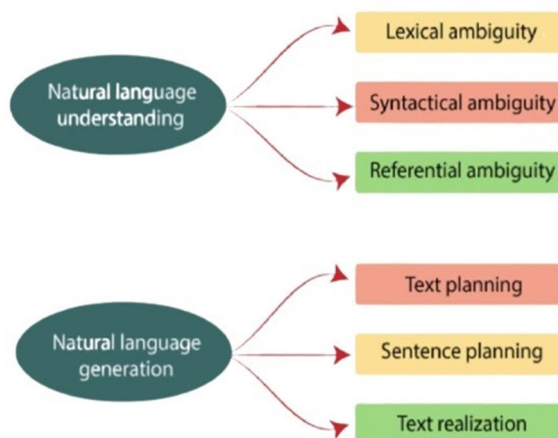 Lexical ambiguity
Natural language
understanding
Syntactical ambiguity
Referential ambiguity
Text planning
Natural language
generation
Sentence planning
Text realization